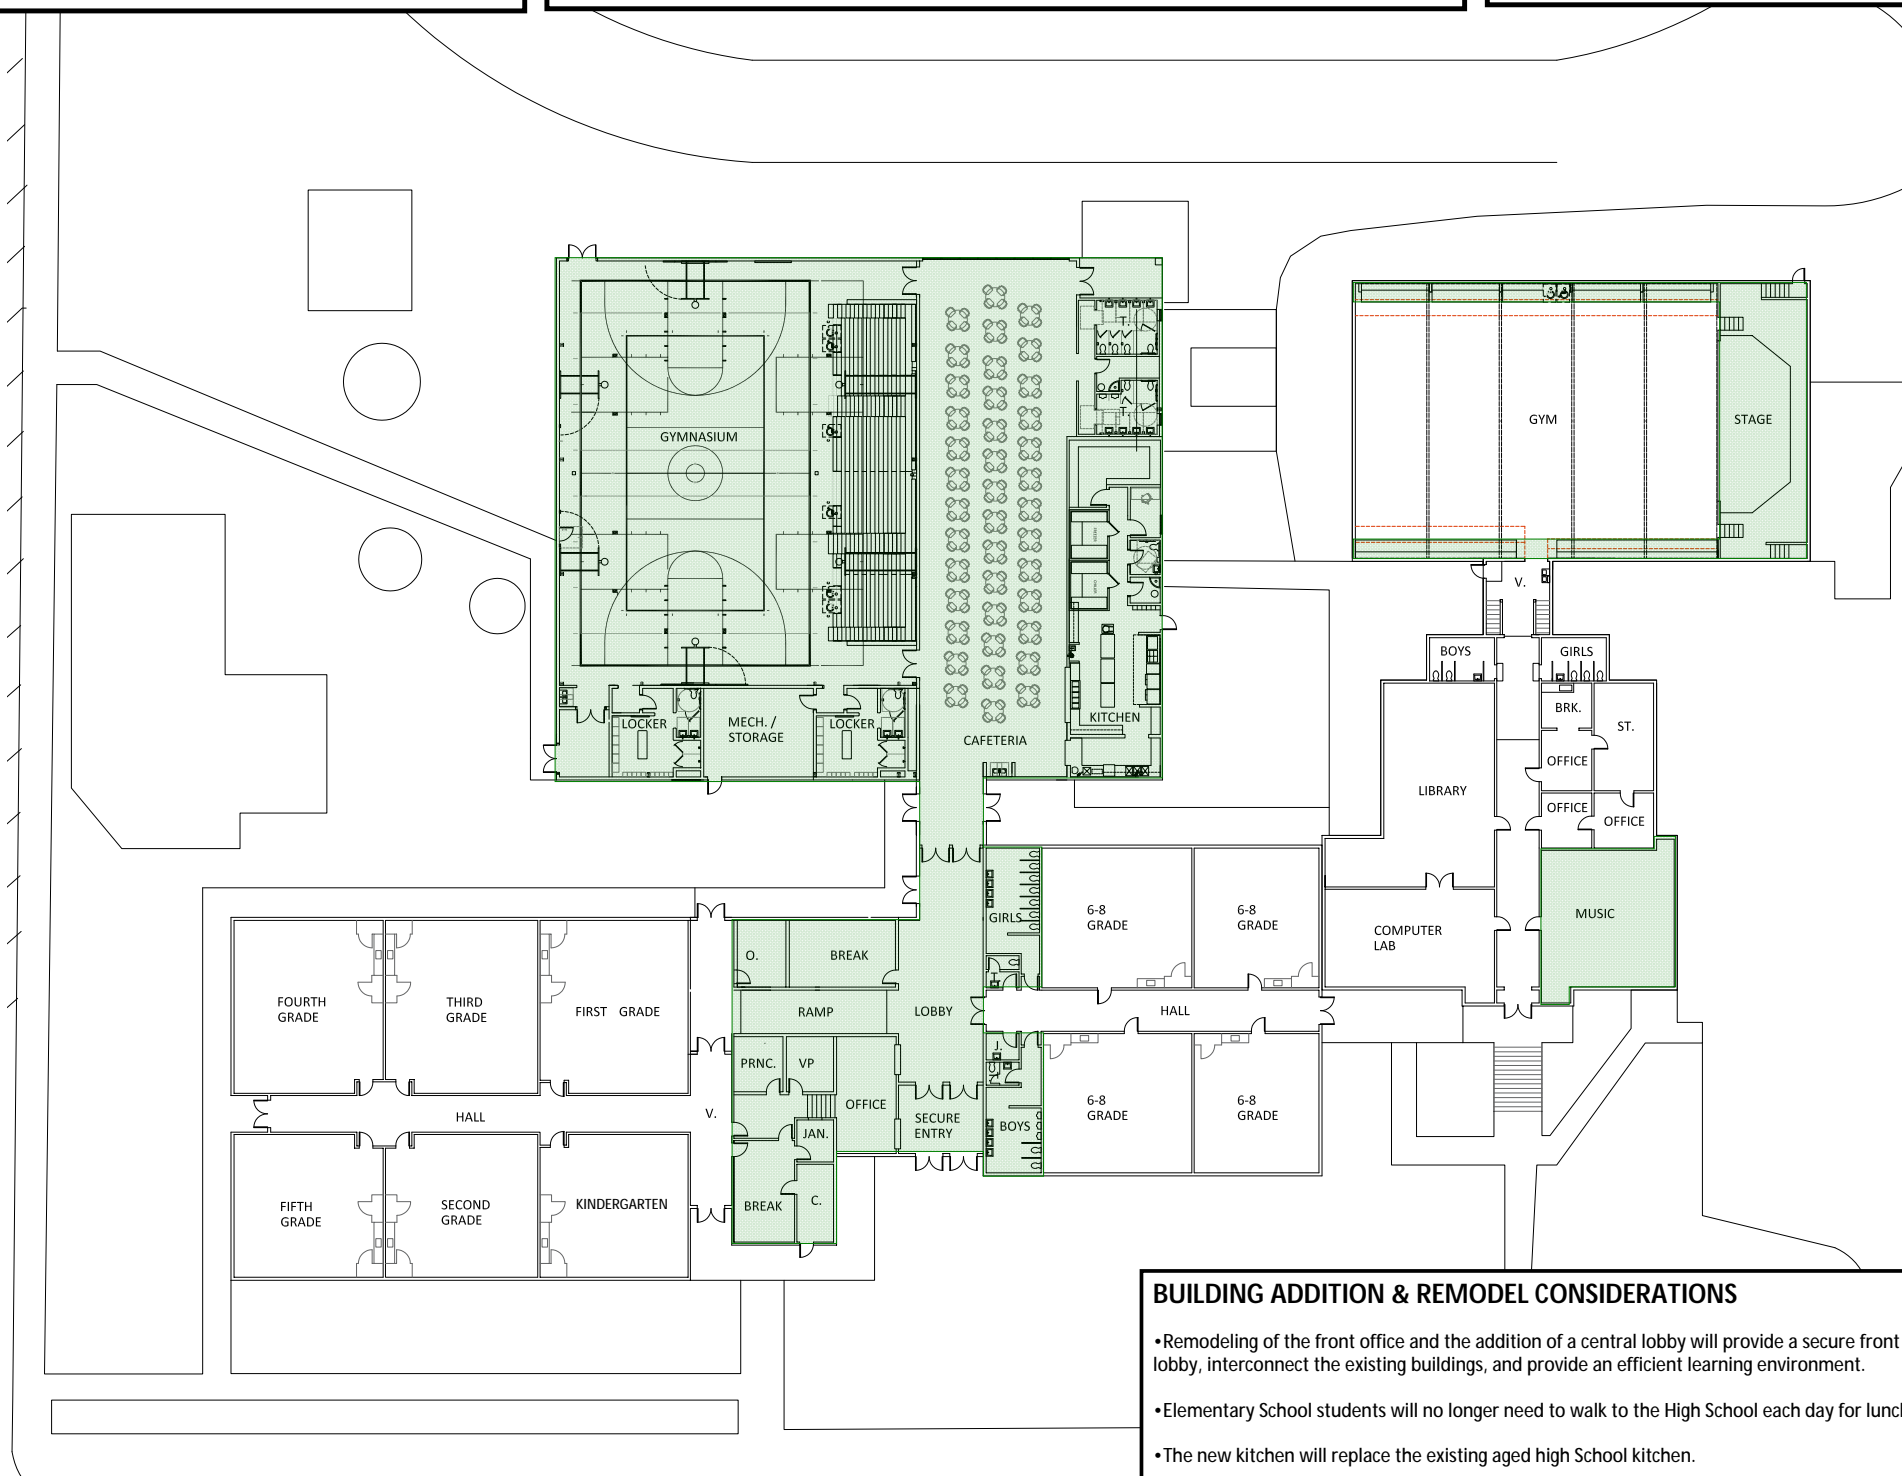 GYMNASIUM
GYM
STAGE
V.
BOYS
GIRLS
BRK.
ST.
OFFICE
LIBRARY
OFFICE
OFFICE
LOCKER
MECH. /
STORAGE
LOCKER
KITCHEN
CAFETERIA
GIRLS
6-8
GRADE
6-8
GRADE
COMPUTER
LAB
MUSIC
O.
BREAK
FOURTH
GRADE
THIRD
GRADE
FIRST GRADE
RAMP
LOBBY
HALL
PRNC.
VP
J.
OFFICE
SECURE
ENTRY
6-8
GRADE
6-8
GRADE
HALL
V.
JAN.
BOYS
FIFTH
GRADE
SECOND
GRADE
KINDERGARTEN
BREAK
C.
BUILDING ADDITION & REMODEL CONSIDERATIONS
•Remodeling of the front office and the addition of a central lobby will provide a secure front
lobby, interconnect the existing buildings, and provide an efficient learning environment.
•Elementary School students will no longer need to walk to the High School each day for lunch
•The new kitchen will replace the existing aged high School kitchen.